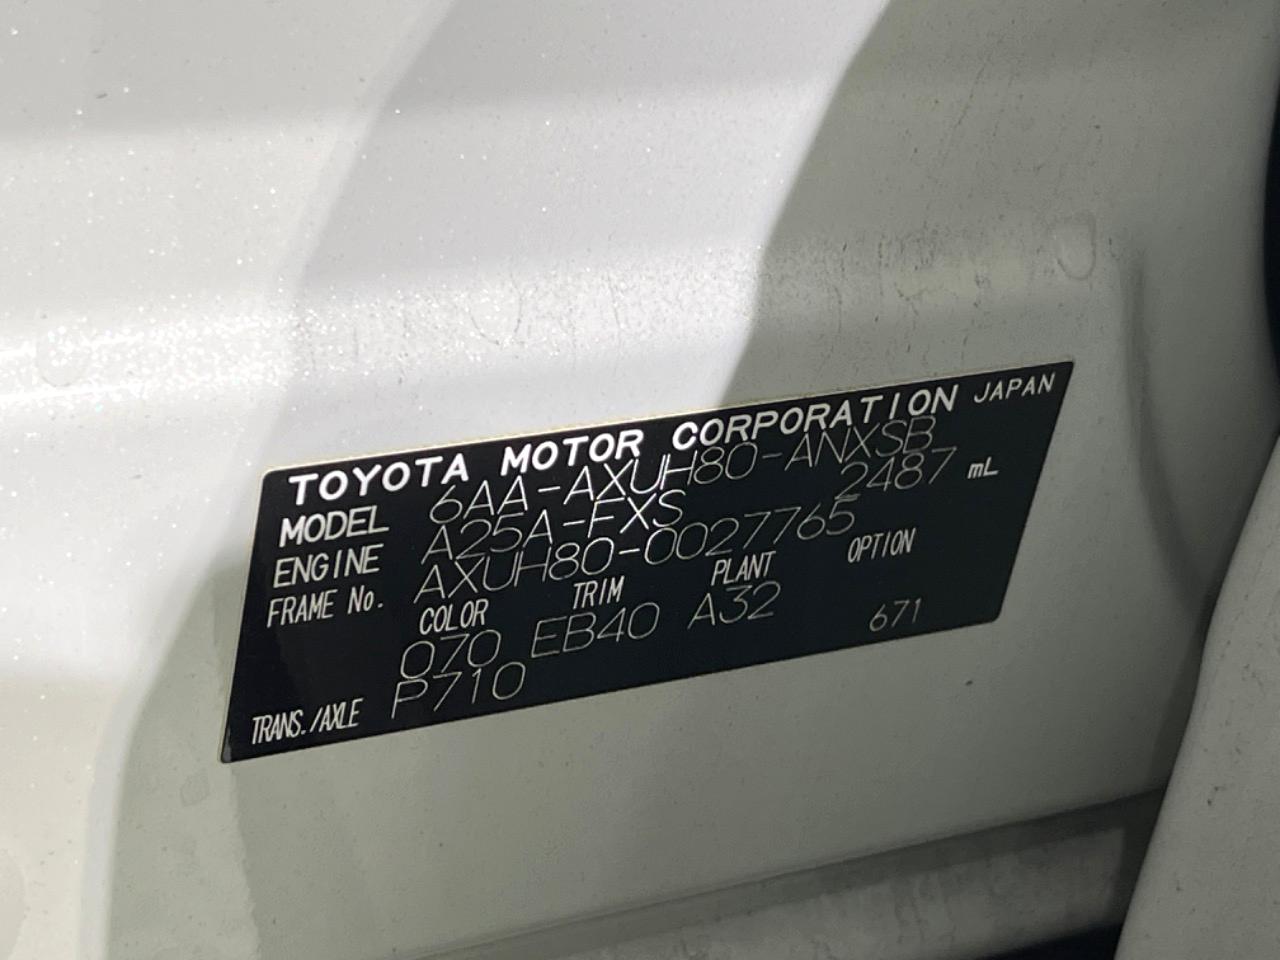 TOYOTA MOTOR CORPORATION JAPAN
MODEL 6AA-AXUH80-ANXSB
ENGINE A25A-FXS 2487 mL
FRAME No. AXUH80-0027765
COLOR TRIM PLANT OPTION
070 EB40 A32 671
TRANS./AXLE P710